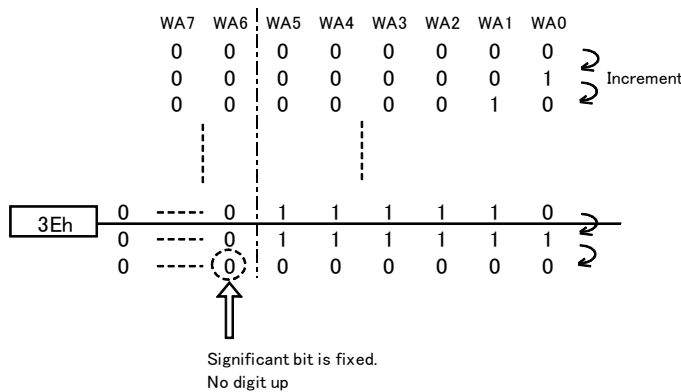 WA7 WA6 WA5 WA4 WA3 WA2 WA1 WA0
0 0 0 0 0 0 0 0
0 0 0 0 0 0 0 1
Increment
0 0 0 0 0 0 1 0
0 0 1 1 1 1 1 0
3Eh
0 0 1 1 1 1 1 1
0 0 0 0 0 0 0 0
Significant bit is fixed.
No digit up